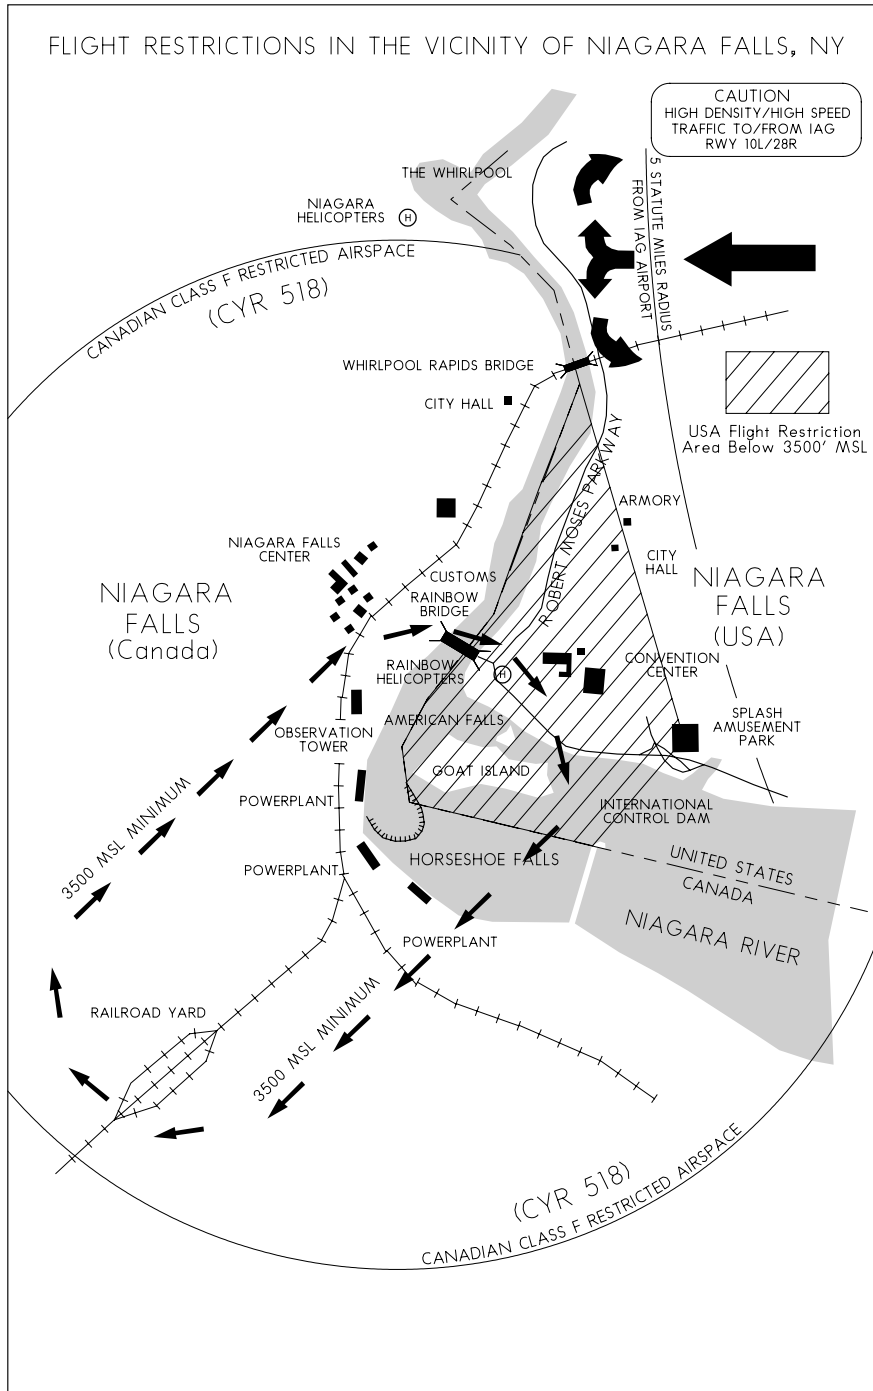 FLIGHT RESTRICTIONS IN THE VICINITY OF NIAGARA FALLS, NY
CAUTION
HIGH DENSITY/HIGH SPEED
TRAFFIC TO/FROM IAG
RWY 10L/28R
THE WHIRLPOOL
NIAGARA
HELICOPTERS
H
5 STATUTE MILES RADIUS
FROM IAG AIRPORT
CANADIAN CLASS F RESTRICTED AIRSPACE
(CYR 518)
WHIRLPOOL RAPIDS BRIDGE
CITY HALL
USA Flight Restriction
Area Below 3500' MSL
ROBERT MOSES PARKWAY
ARMORY
CITY
HALL
NIAGARA FALLS
CENTER
CUSTOMS
RAINBOW
BRIDGE
NIAGARA
FALLS
(Canada)
NIAGARA
FALLS
(USA)
RAINBOW
HELICOPTERS
H
CONVENTION
CENTER
AMERICAN FALLS
OBSERVATION
TOWER
SPLASH
AMUSEMENT
PARK
GOAT ISLAND
POWERPLANT
INTERNATIONAL
CONTROL DAM
3500 MSL MINIMUM
HORSESHOE FALLS
POWERPLANT
UNITED STATES
CANADA
NIAGARA RIVER
POWERPLANT
RAILROAD YARD
3500 MSL MINIMUM
(CYR 518)
CANADIAN CLASS F RESTRICTED AIRSPACE